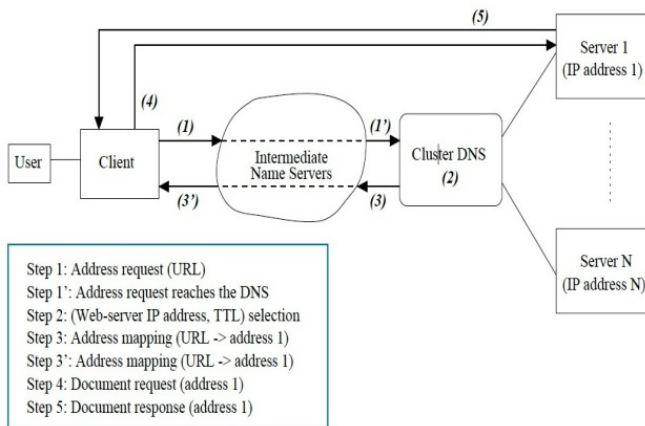 (5)
Server 1
(IP address 1)
(4)
(1)
(1')
User
Client
Intermediate
Name Servers
Cluster DNS
(2)
(3')
(3)
Server N
(IP address N)
Step 1: Address request (URL)
Step 1': Address request reaches the DNS
Step 2: (Web-server IP address, TTL) selection
Step 3: Address mapping (URL -> address 1)
Step 3': Address mapping (URL -> address 1)
Step 4: Document request (address 1)
Step 5: Document response (address 1)